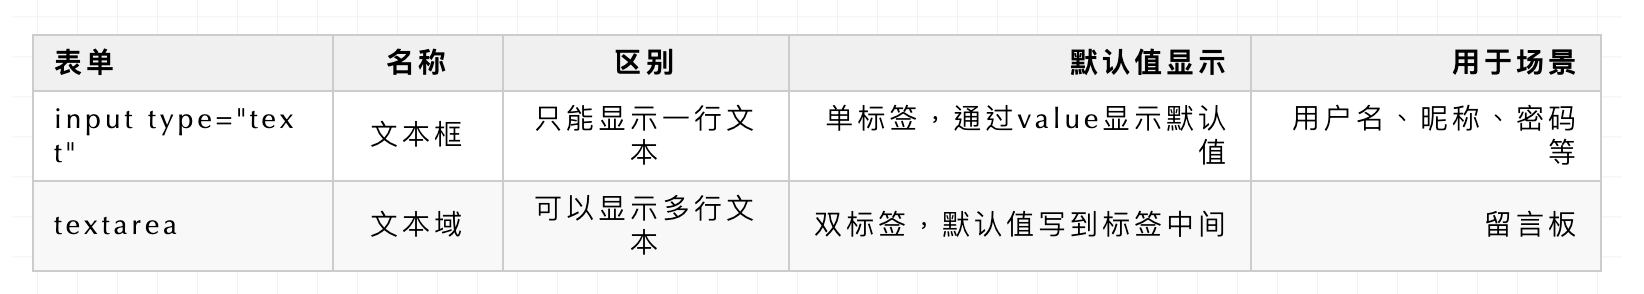 表单 名称 区别 默认值显示 用于场景
input type="tex
t"
文本框
只能显示一行文
本
单标签，通过value显示默认
值
用户名、昵称、密码
等
textarea
文本域
可以显示多行文
本
双标签，默认值写到标签中间
留言板